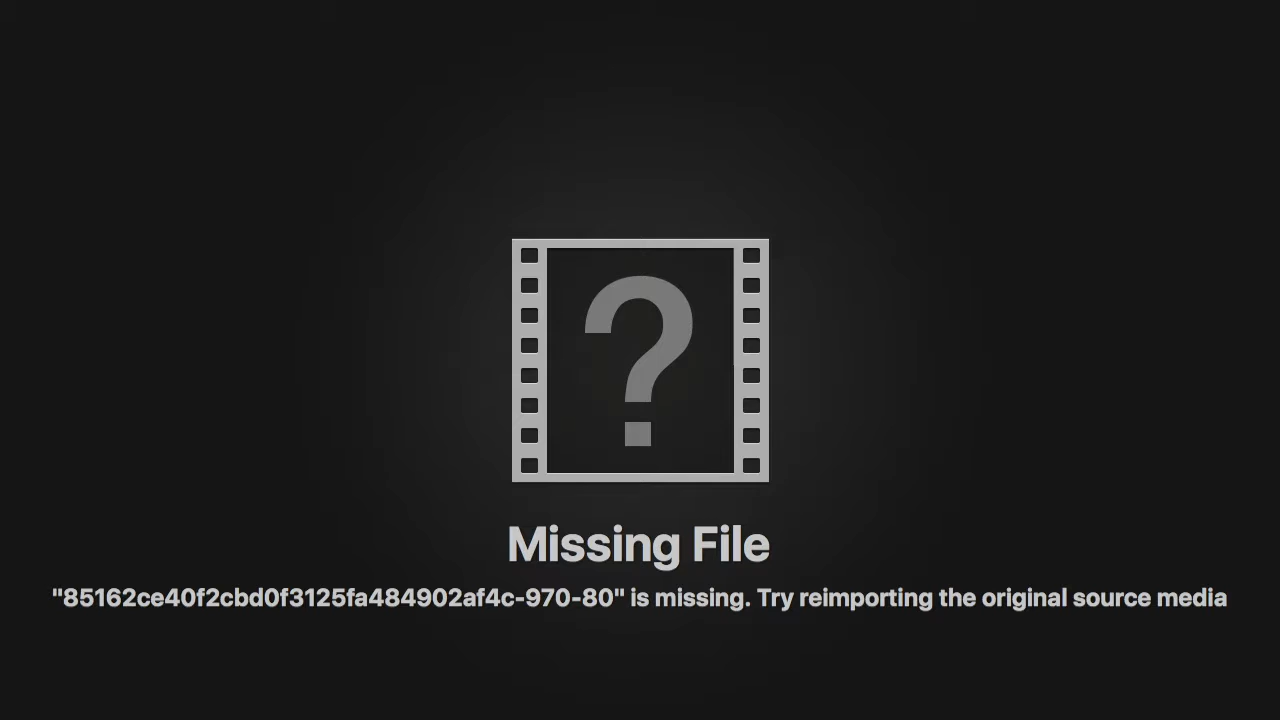 ?
Missing File
"85162ce40f2cbd0f3125fa484902af4c-970-80" is missing. Try reimporting the original source media